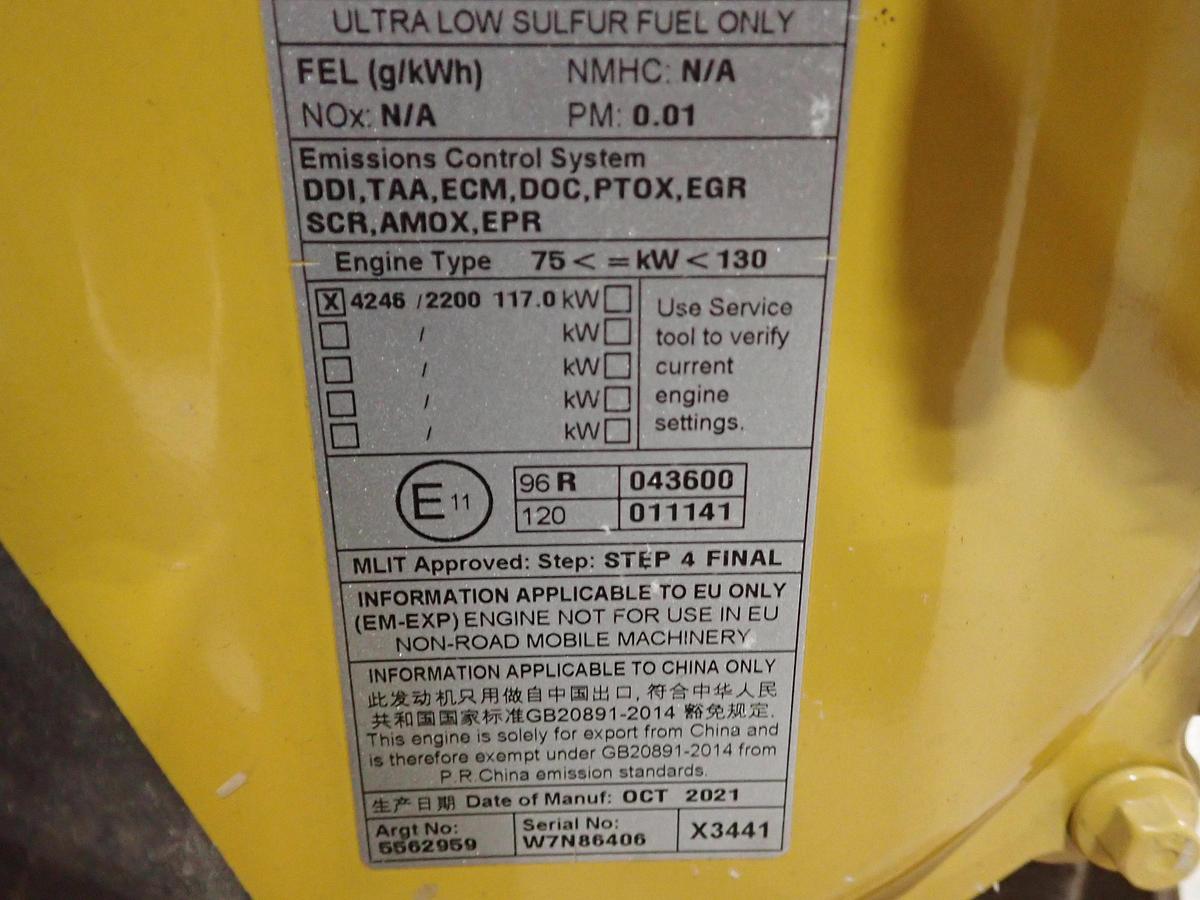 ULTRA LOW SULFUR FUEL ONLY
FEL (g/kWh) NMHC: N/A
NOx: N/A PM: 0.01
Emissions Control System
DDI,TAA,ECM,DOC,PTOX,EGR
SCR,AMOX,EPR
Engine Type 75 < = kW < 130
X 4246 /2200 117.0 kW
/ kW
/ kW
/ kW
/ kW
Use Service
tool to verify
current
engine
settings.
E 11
96 R 043600
120 011141
MLIT Approved: Step: STEP 4 FINAL
INFORMATION APPLICABLE TO EU ONLY
(EM-EXP) ENGINE NOT FOR USE IN EU
NON-ROAD MOBILE MACHINERY
INFORMATION APPLICABLE TO CHINA ONLY
此发动机只用做自中国出口, 符合中华人民
共和国国家标准GB20891-2014 豁免规定.
This engine is solely for export from China and
is therefore exempt under GB20891-2014 from
P.R.China emission standards.
生产日期 Date of Manuf: OCT 2021
Argt No:
5562959
Serial No:
W7N86406
X3441